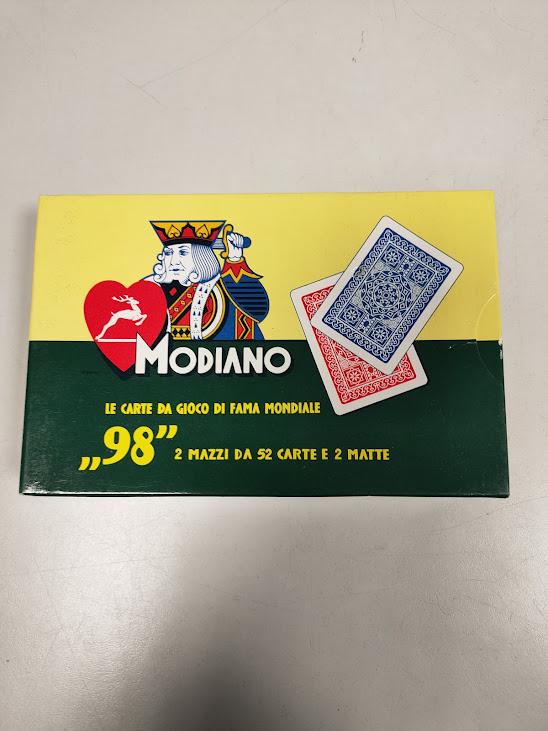 MODIANO
LE CARTE DA GIOCO DI FAMA MONDIALE
„98” 2 MAZZI DA 52 CARTE E 2 MATTE